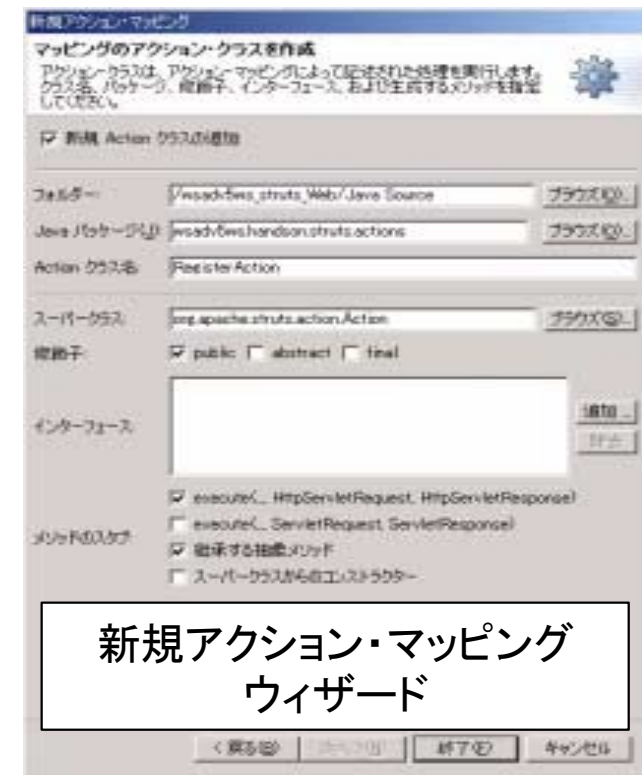 新規アクション・マッピング
マッピングのアクション・クラスを作成
アクション・クラスは、アクション・マッピングによって記述された処理を実行します。
クラス名、パッケージ、修飾子、インターフェース、および生成するメソッドを指定
してください。
新規 Action クラスの追加
フォルダー: /wsadv5ws_struts_Web/Java Source ブラウズ(O)...
Java パッケージ(J): wsadv5ws.handson.struts.actions ブラウズ(O)...
Action クラス名: RegisterAction
スーパークラス: org.apache.struts.action.Action ブラウズ(S)...
修飾子: public abstract final
インターフェース:
追加...
除去
メソッドのスタブ:
execute(... HttpServletRequest, HttpServletResponse)
execute(... ServletRequest, ServletResponse)
継承する抽象メソッド
スーパークラスからのコンストラクター
新規アクション・マッピング
ウィザード
< 戻る(B) 終了(F) キャンセル